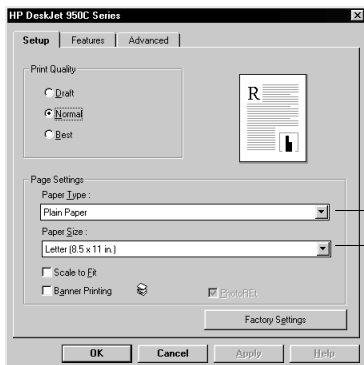 HP DeskJet 950C Series
Setup Features Advanced
Print Quality
Draft
Normal
Best
R
Page Settings
Paper Type :
Plain Paper
Paper Size :
Letter (8.5 x 11 in.)
Scale to Fit
Banner Printing PhotoREt
Factory Settings
OK Cancel Apply Help